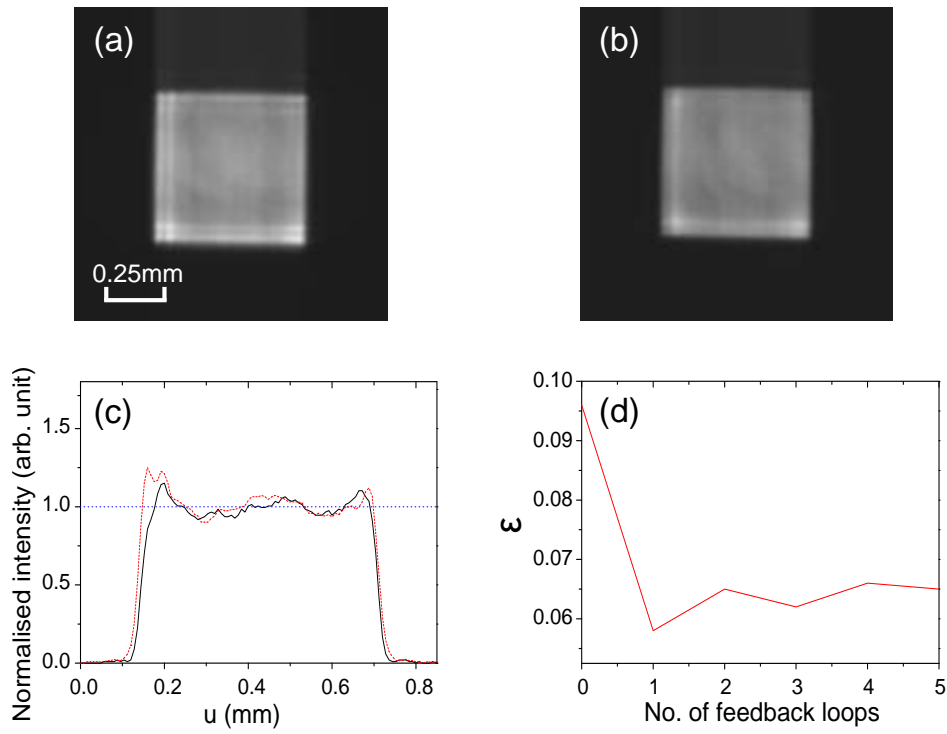 (a)
0.25mm
(b)
(c)
Normalised intensity (arb. unit)
1.5
1.0
0.5
0.0
0.0 0.2 0.4 0.6 0.8
u (mm)
(d)
ε
0.10
0.09
0.08
0.07
0.06
0 1 2 3 4 5
No. of feedback loops